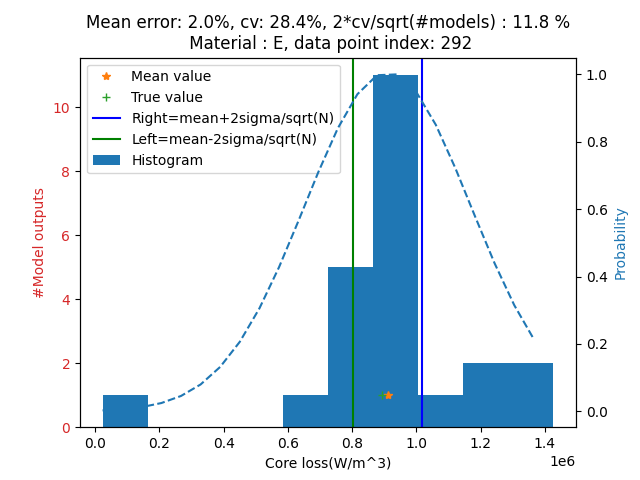 Mean error: 2.0%, cv: 28.4%, 2*cv/sqrt(#models) : 11.8 %
Material : E, data point index: 292
Mean value
True value
Right=mean+2sigma/sqrt(N)
Left=mean-2sigma/sqrt(N)
Histogram
#Model outputs
10
8
6
4
2
0
Probability
1.0
0.8
0.6
0.4
0.2
0.0
0.0 0.2 0.4 0.6 0.8 1.0 1.2 1.4
1e6
Core loss(W/m^3)